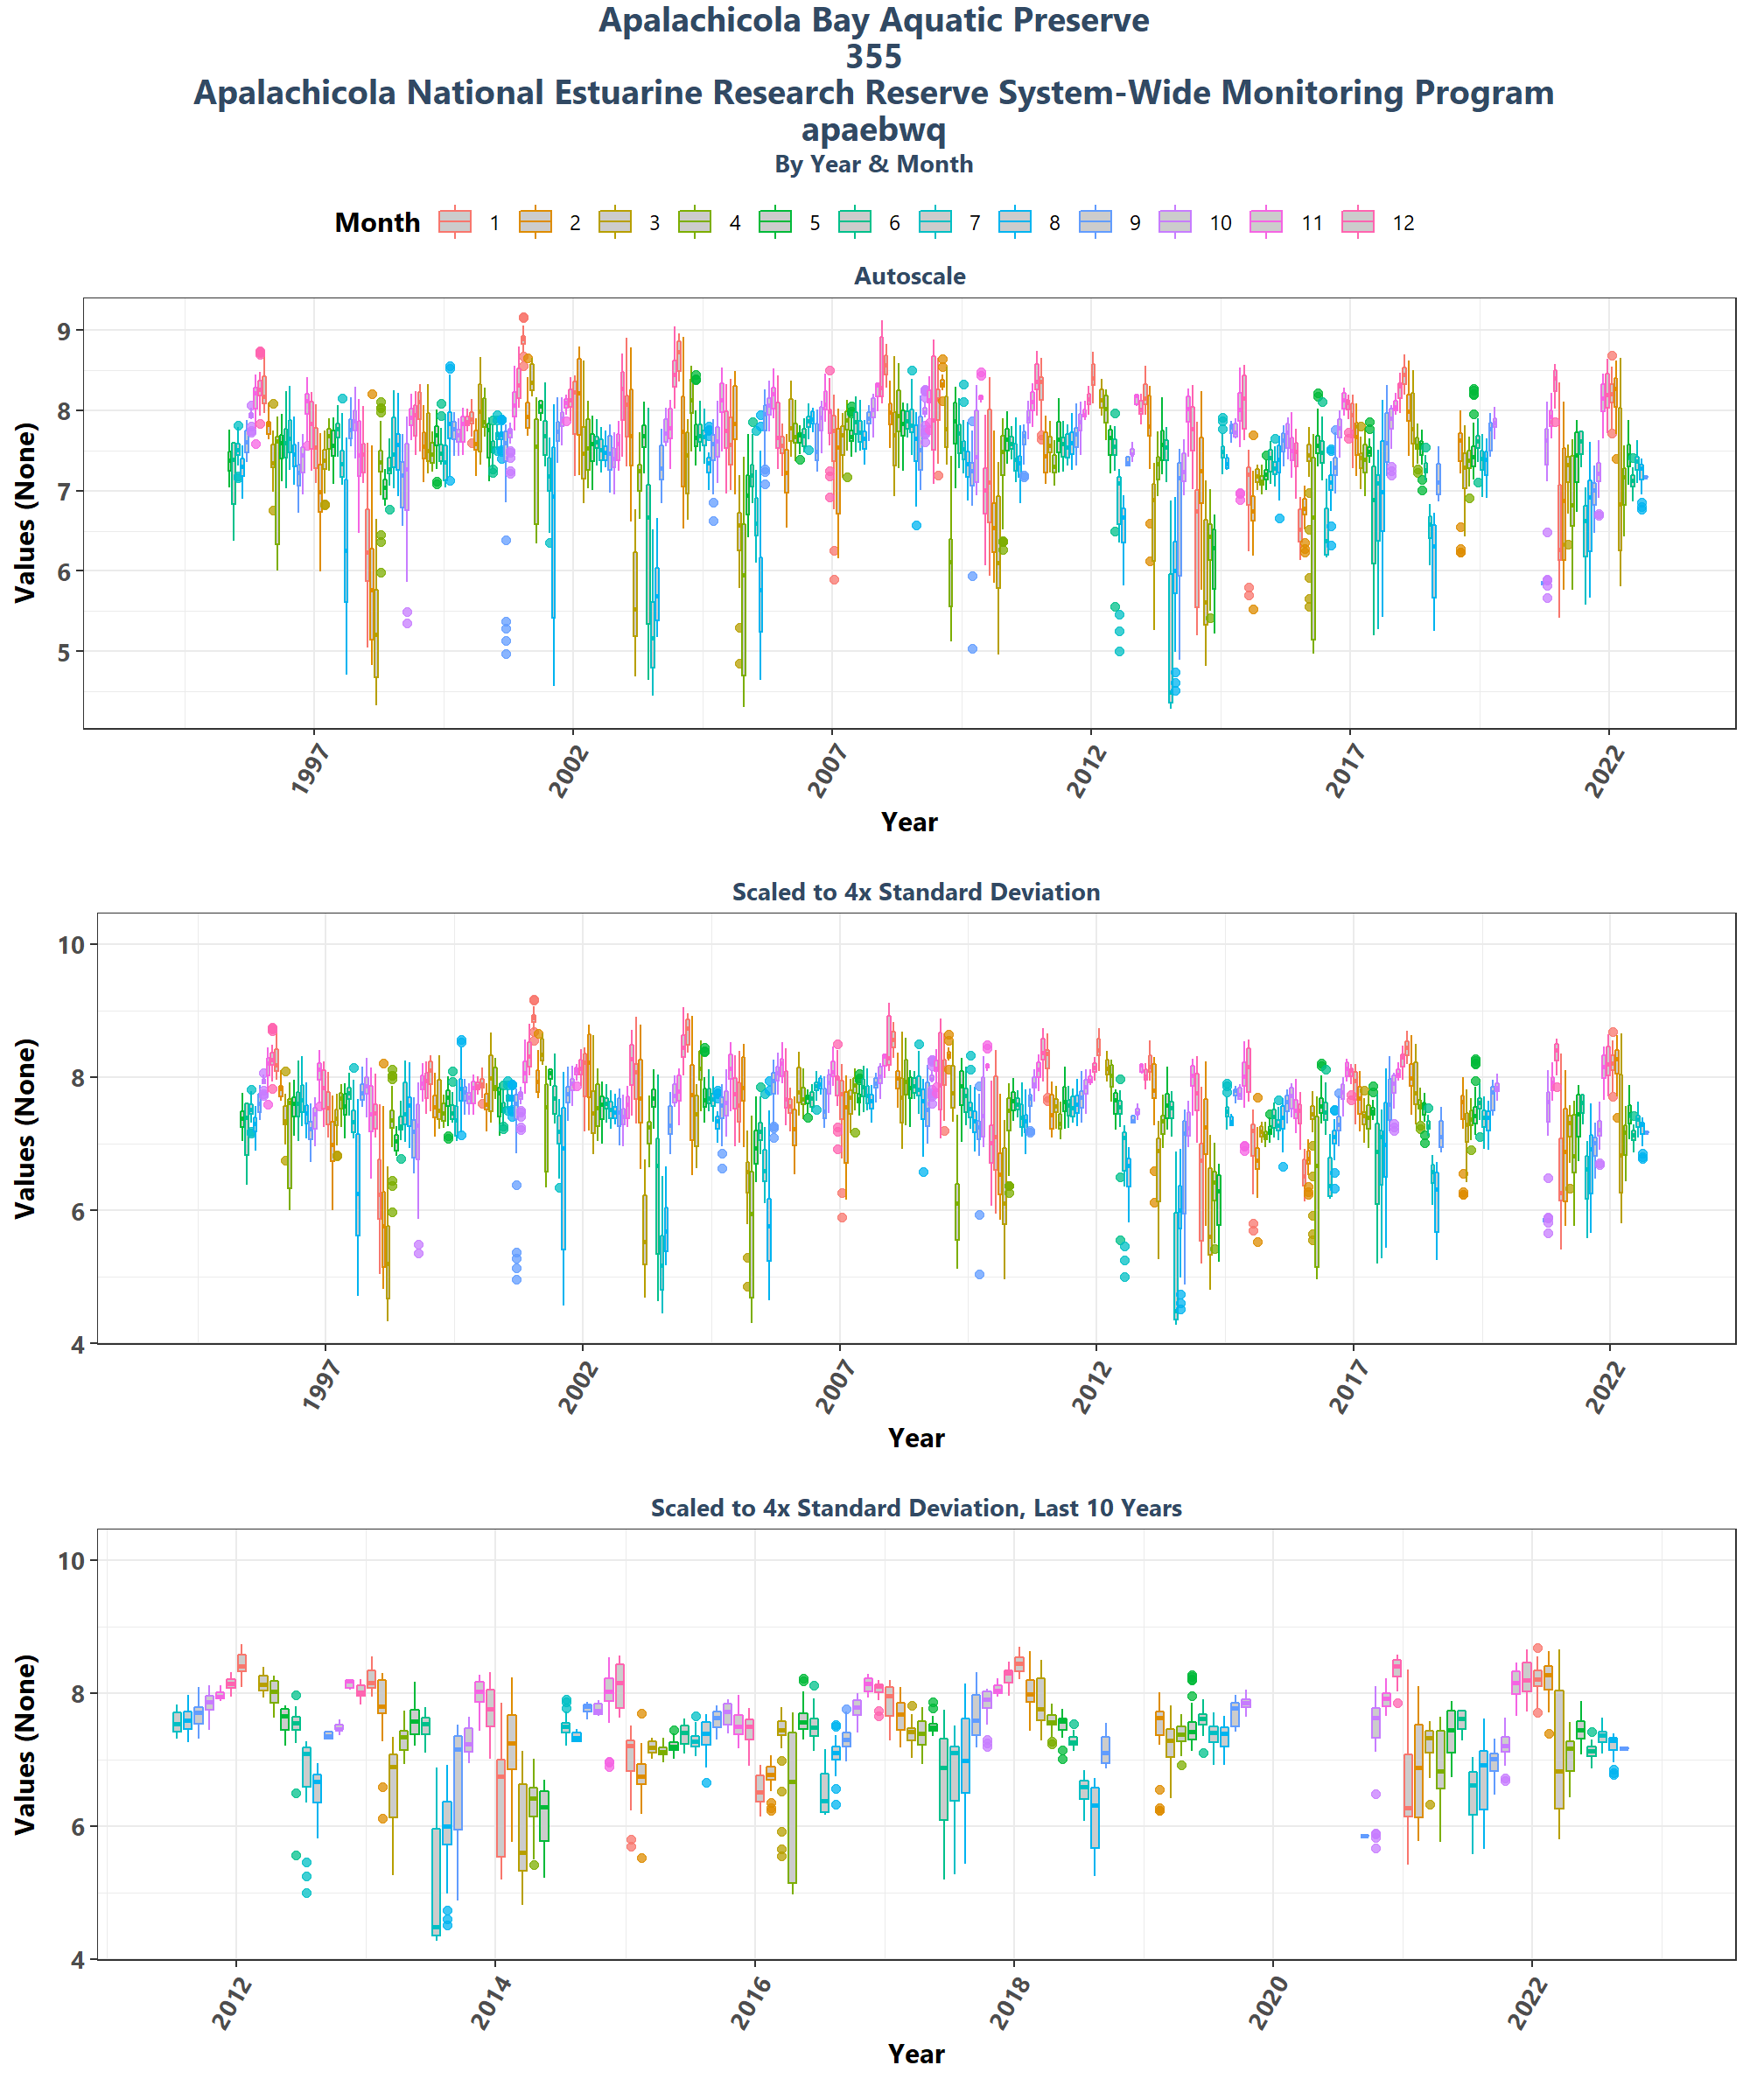 Apalachicola Bay Aquatic Preserve
355
Apalachicola National Estuarine Research Reserve System-Wide Monitoring Program
apaebwq
By Year & Month
Month 1 2 3 4 5 6 7 8 9 10 11 12
Autoscale
Values (None)
9
8
7
6
5
1997 2002 2007 2012 2017 2022
Year
Scaled to 4x Standard Deviation
Values (None)
10
8
6
4
1997 2002 2007 2012 2017 2022
Year
Scaled to 4x Standard Deviation, Last 10 Years
Values (None)
10
8
6
4
2012 2014 2016 2018 2020 2022
Year